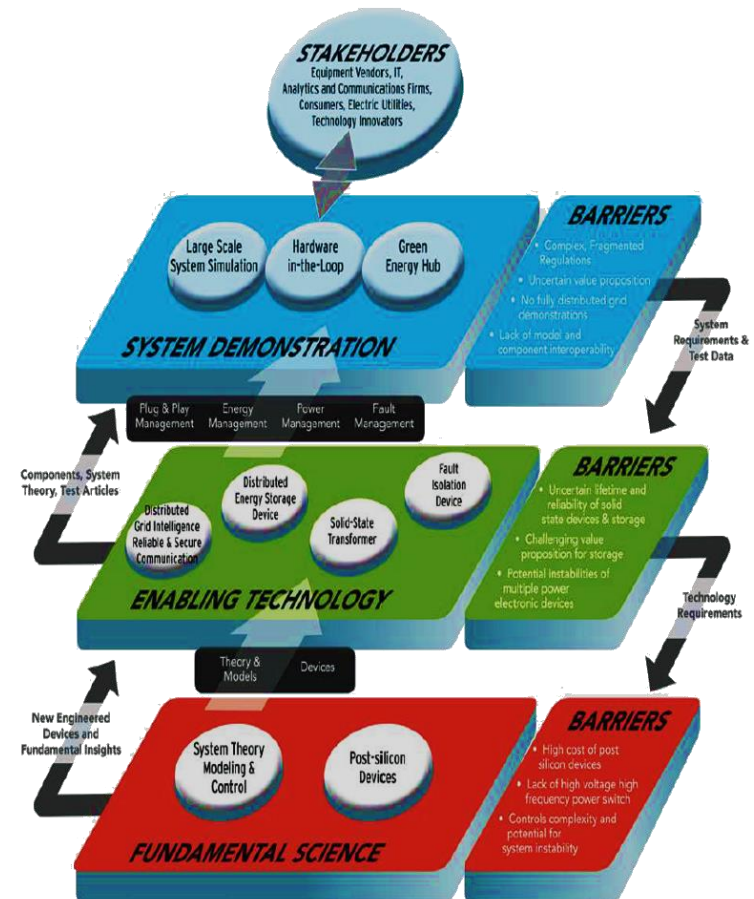 STAKEHOLDERS
Equipment Vendors, IT,
Analytics and Communications Firms,
Consumers, Electric Utilities,
Technology Innovators
Large Scale
System Simulation
Hardware
in-the-Loop
Green
Energy Hub
SYSTEM DEMONSTRATION
BARRIERS
• Complex, Fragmented
Regulations
• Uncertain value proposition
• No fully distributed grid
demonstrations
• Lack of model and
component interoperability
System
Requirements &
Test Data
Plug & Play
Management
Energy
Management
Power
Management
Fault
Management
Components, System
Theory, Test Articles
Distributed
Grid Intelligence
Reliable & Secure
Communication
Distributed
Energy Storage
Device
Solid-State
Transformer
Fault
Isolation
Device
ENABLING TECHNOLOGY
BARRIERS
• Uncertain lifetime and
reliability of solid
state devices & storage
• Challenging value
proposition for storage
• Potential instabilities of
multiple power
electronic devices
Technology
Requirements
Theory &
Models
Devices
New Engineered
Devices and
Fundamental Insights
System Theory
Modeling &
Control
Post-silicon
Devices
FUNDAMENTAL SCIENCE
BARRIERS
• High cost of post
silicon devices
• Lack of high voltage high
frequency power switch
• Controls complexity and
potential for
system instability